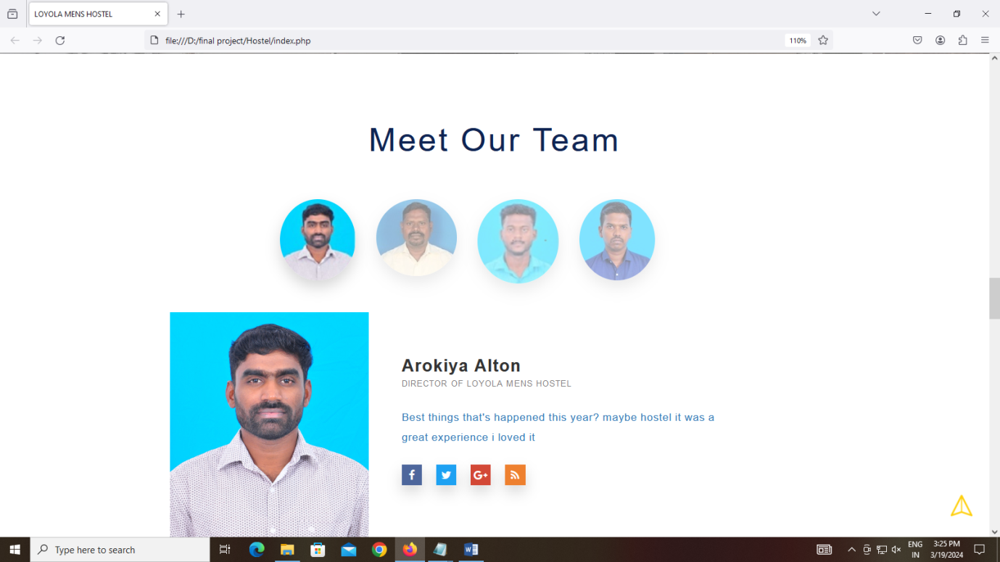 LOYOLA MENS HOSTEL
file:///D:/final project/Hostel/index.php
110%
Meet Our Team
Arokiya Alton
DIRECTOR OF LOYOLA MENS HOSTEL
Best things that's happened this year? maybe hostel it was a
great experience i loved it
f
G+
Type here to search
W
ENG
IN
3:25 PM
3/19/2024